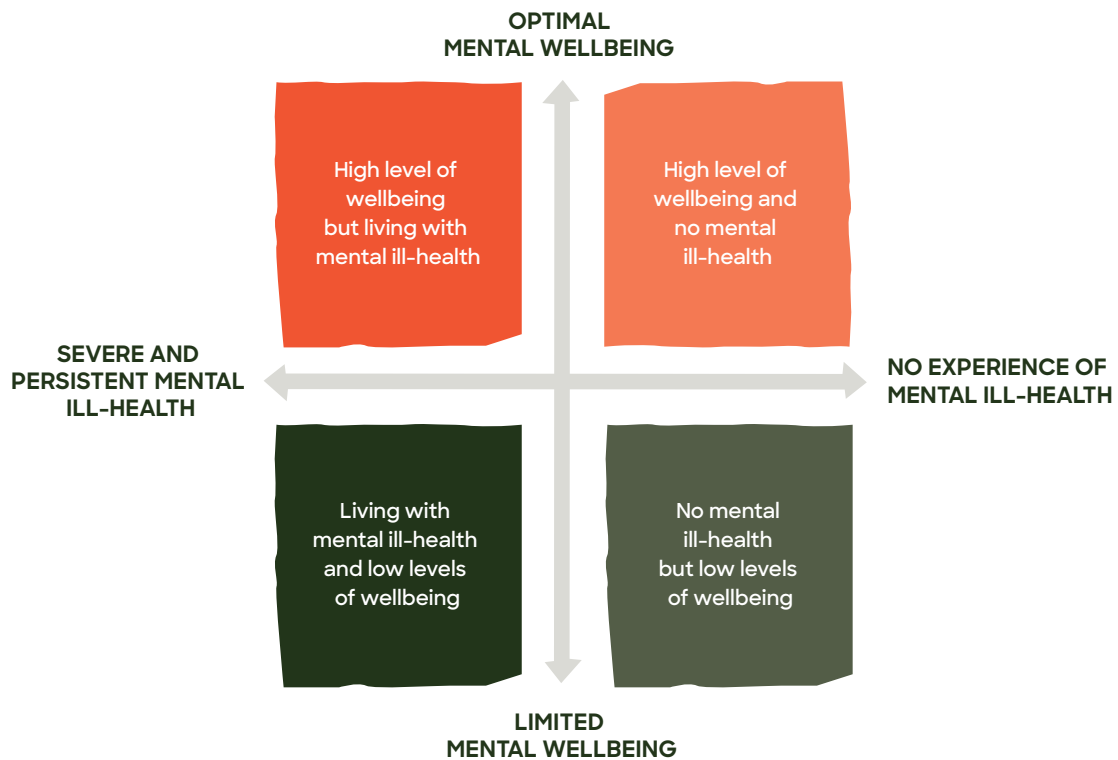 OPTIMAL
MENTAL WELLBEING
High level of
wellbeing
but living with
mental ill-health
High level of
wellbeing and
no mental
ill-health
SEVERE AND
PERSISTENT MENTAL
ILL-HEALTH
NO EXPERIENCE OF
MENTAL ILL-HEALTH
Living with
mental ill-health
and low levels
of wellbeing
No mental
ill-health
but low levels
of wellbeing
LIMITED
MENTAL WELLBEING